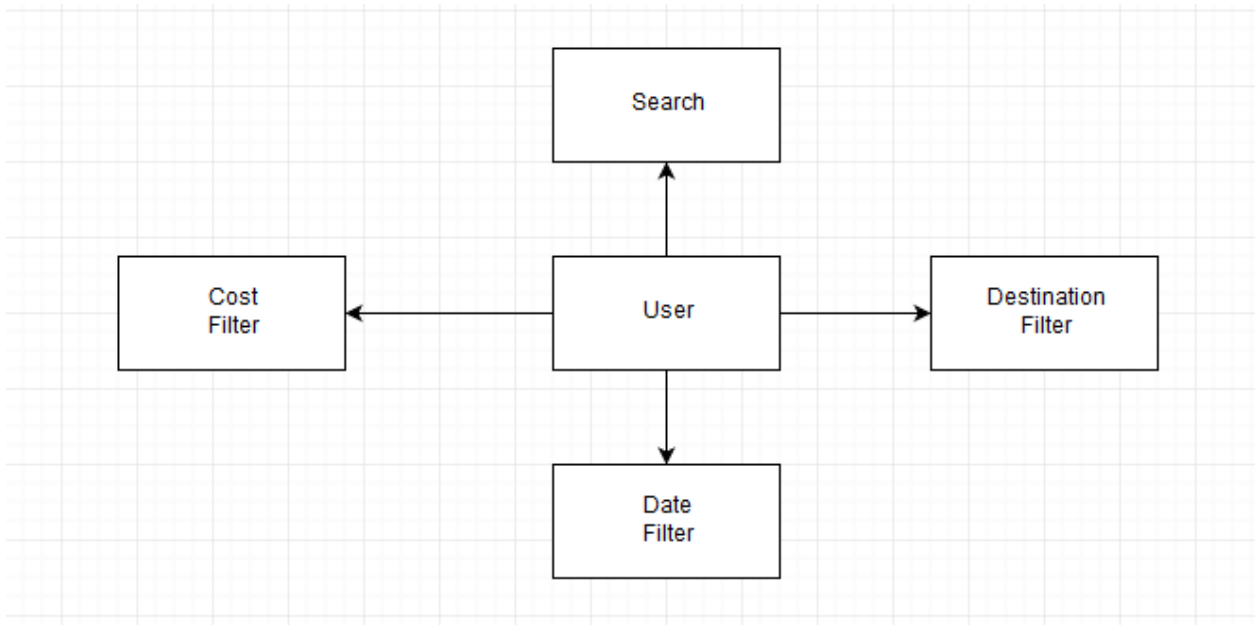 Search
Cost
Filter
User
Destination
Filter
Date
Filter